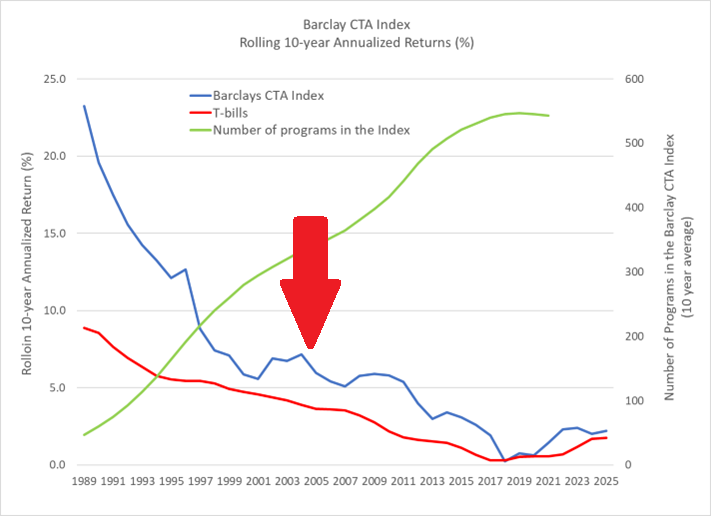 Barclay CTA Index
Rolling 10-year Annualized Returns (%)
25.0
20.0
15.0
10.0
5.0
0.0
Rolloin 10-year Annualized Return (%)
Barclays CTA Index
T-bills
Number of programs in the Index
600
500
400
300
200
100
0
Number of Programs in the Barclay CTA Index
(10 year average)
1989 1991 1993 1995 1997 1999 2001 2003 2005 2007 2009 2011 2013 2015 2017 2019 2021 2023 2025